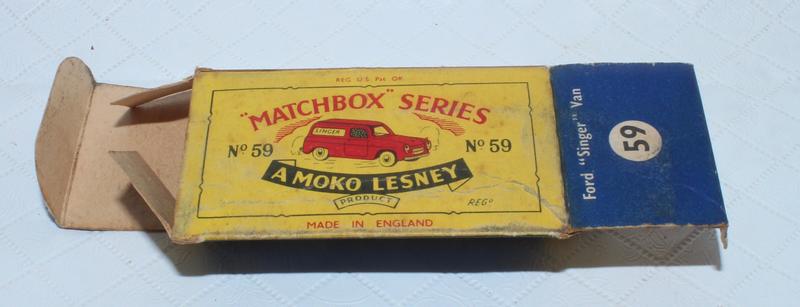 REG. U.S. Pat. OF.
"MATCHBOX" SERIES
SINGER
Nº 59
Nº 59
A MOKO LESNEY
PRODUCT
REGD
MADE IN ENGLAND
Ford "Singer" Van
59